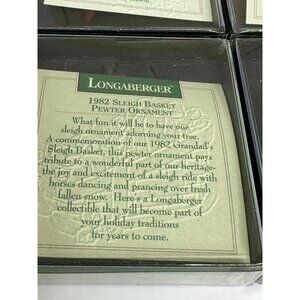 LONGABERGER®
1982 SLEIGH BASKET
PEWTER ORNAMENT
What fun it will be to have our
sleigh ornament adorning your tree.
A commemoration of our 1982 Grandad's
Sleigh Basket, this pewter ornament pays
tribute to a wonderful part of our heritage,
the joy and excitement of a sleigh ride with
horses dancing and prancing over fresh
fallen snow. Here's a Longaberger
collectible that will become part of
your holiday traditions
for years to come.